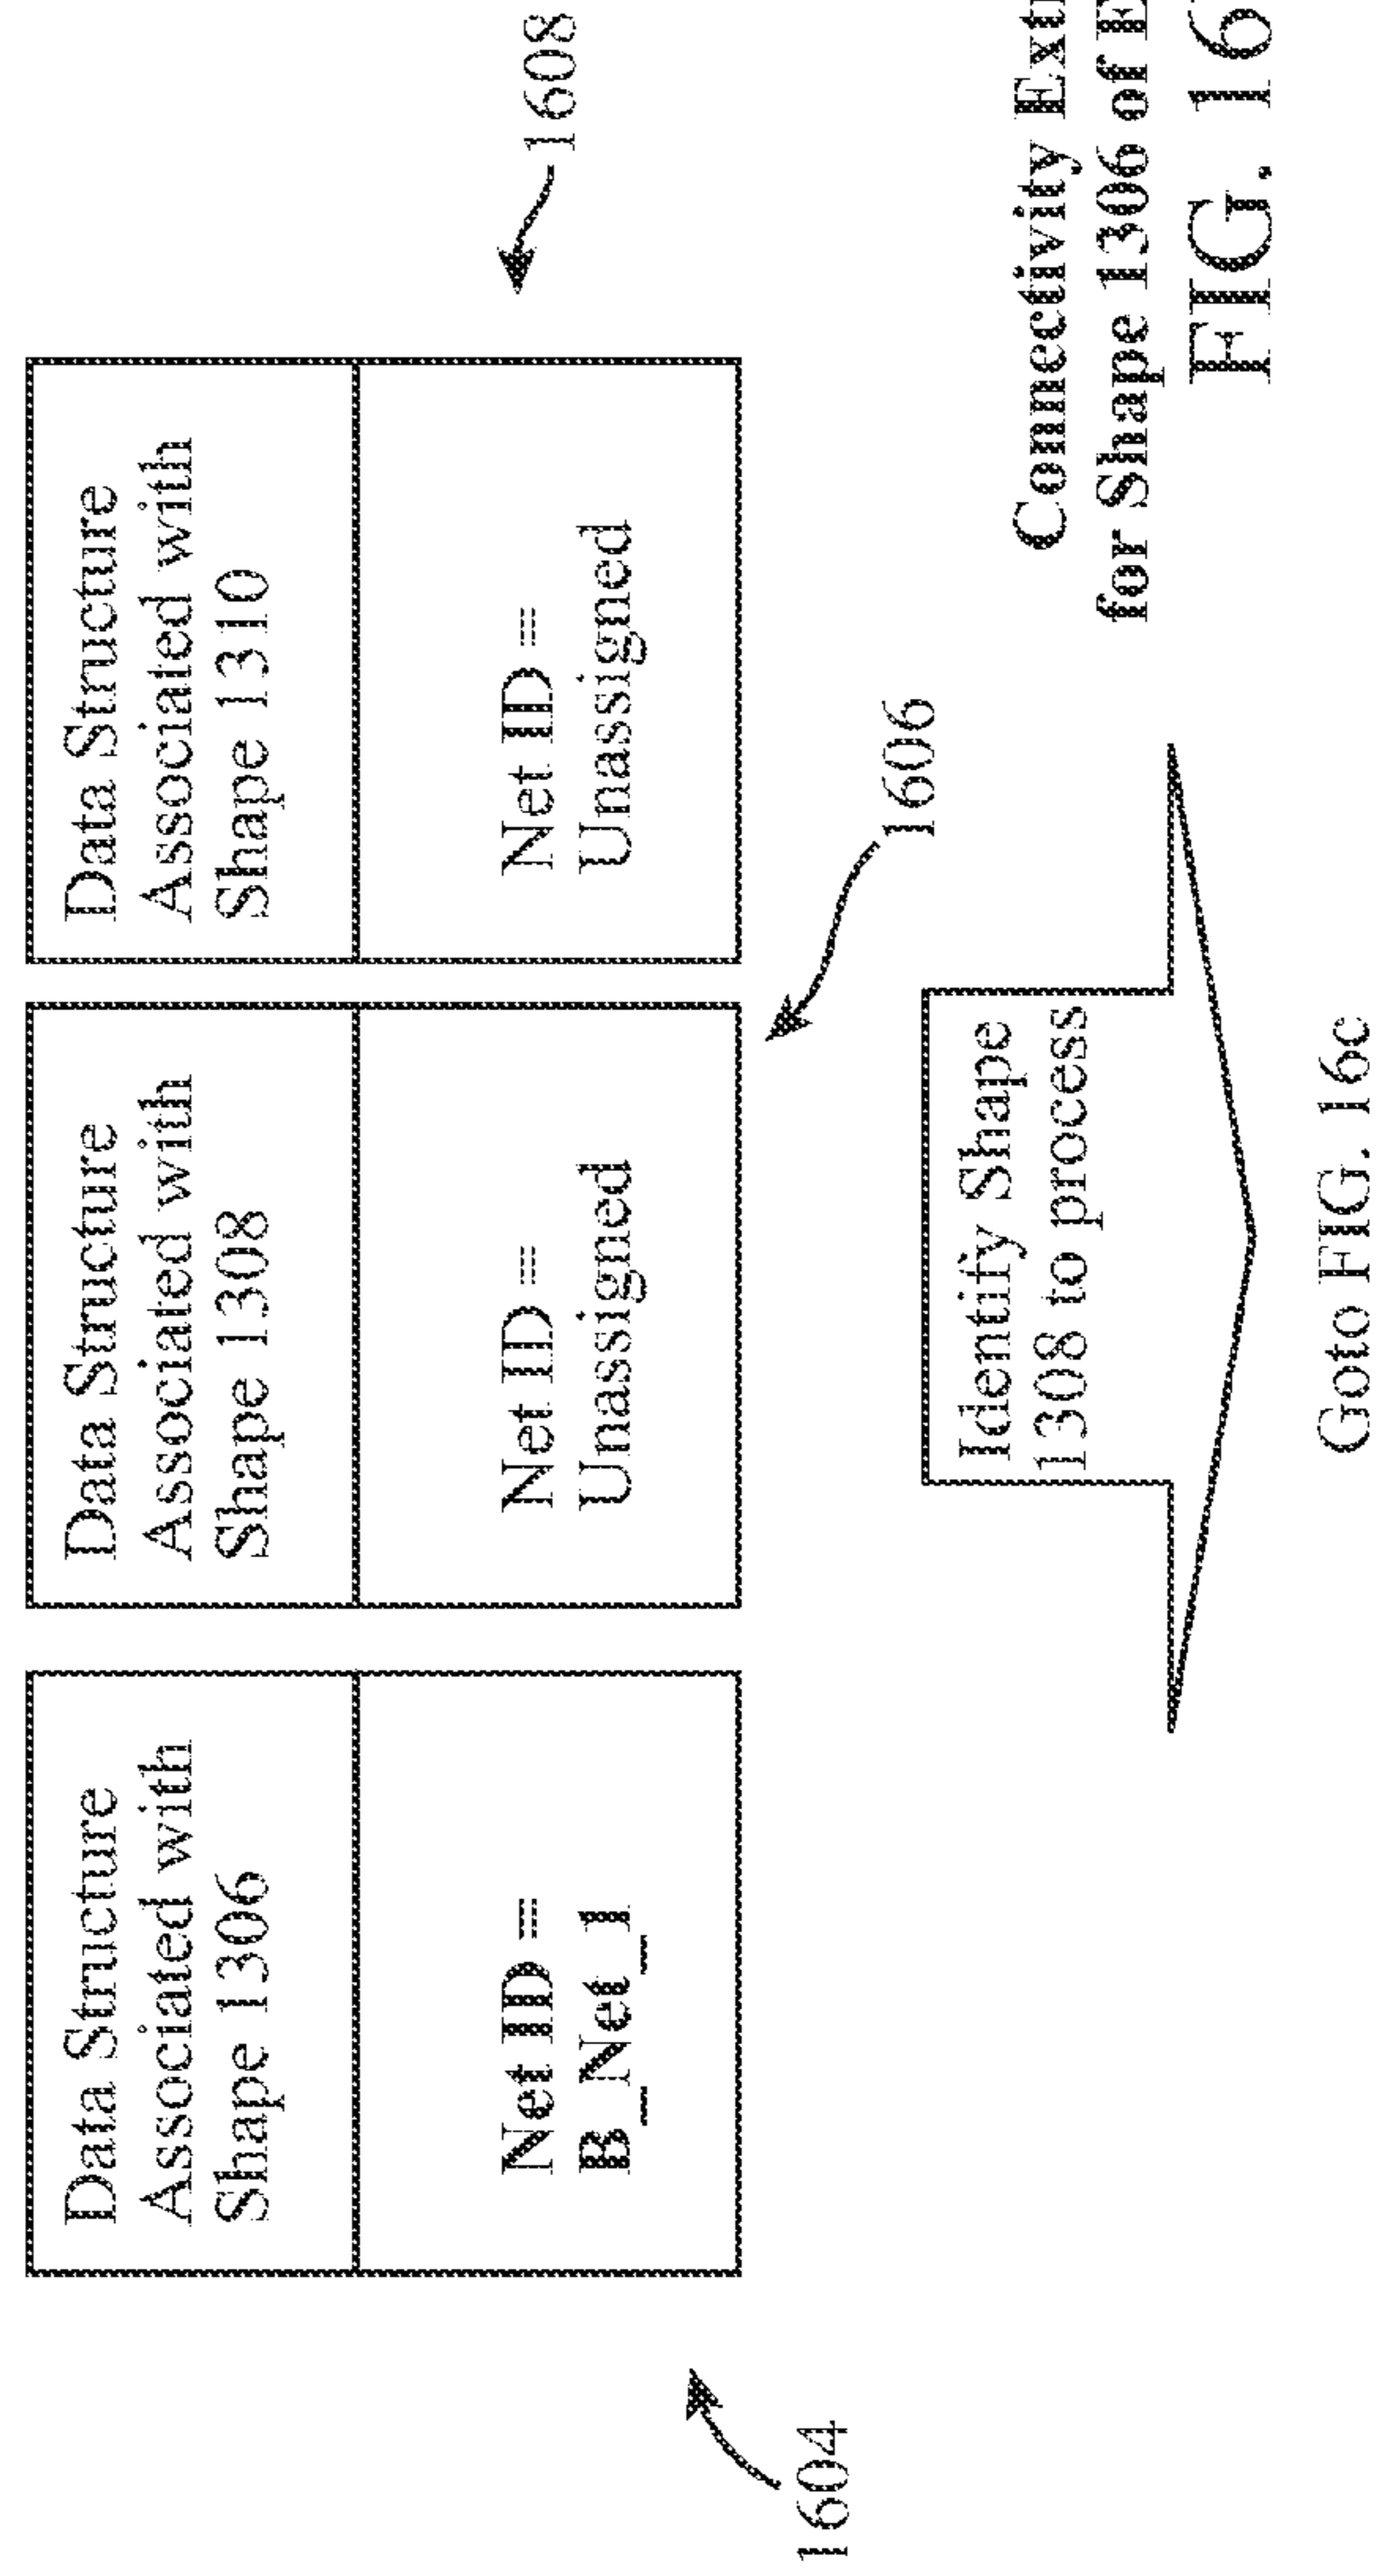 Data Structure
Associated with
Shape 1306
Net ID =
B_Net_1
1604
Data Structure
Associated with
Shape 1308
Net ID =
Unassigned
1606
Data Structure
Associated with
Shape 1310
Net ID =
Unassigned
1608
Identify Shape
1308 to process
Goto FIG. 16c
Connectivity
for Shape 1306 of
FIG.